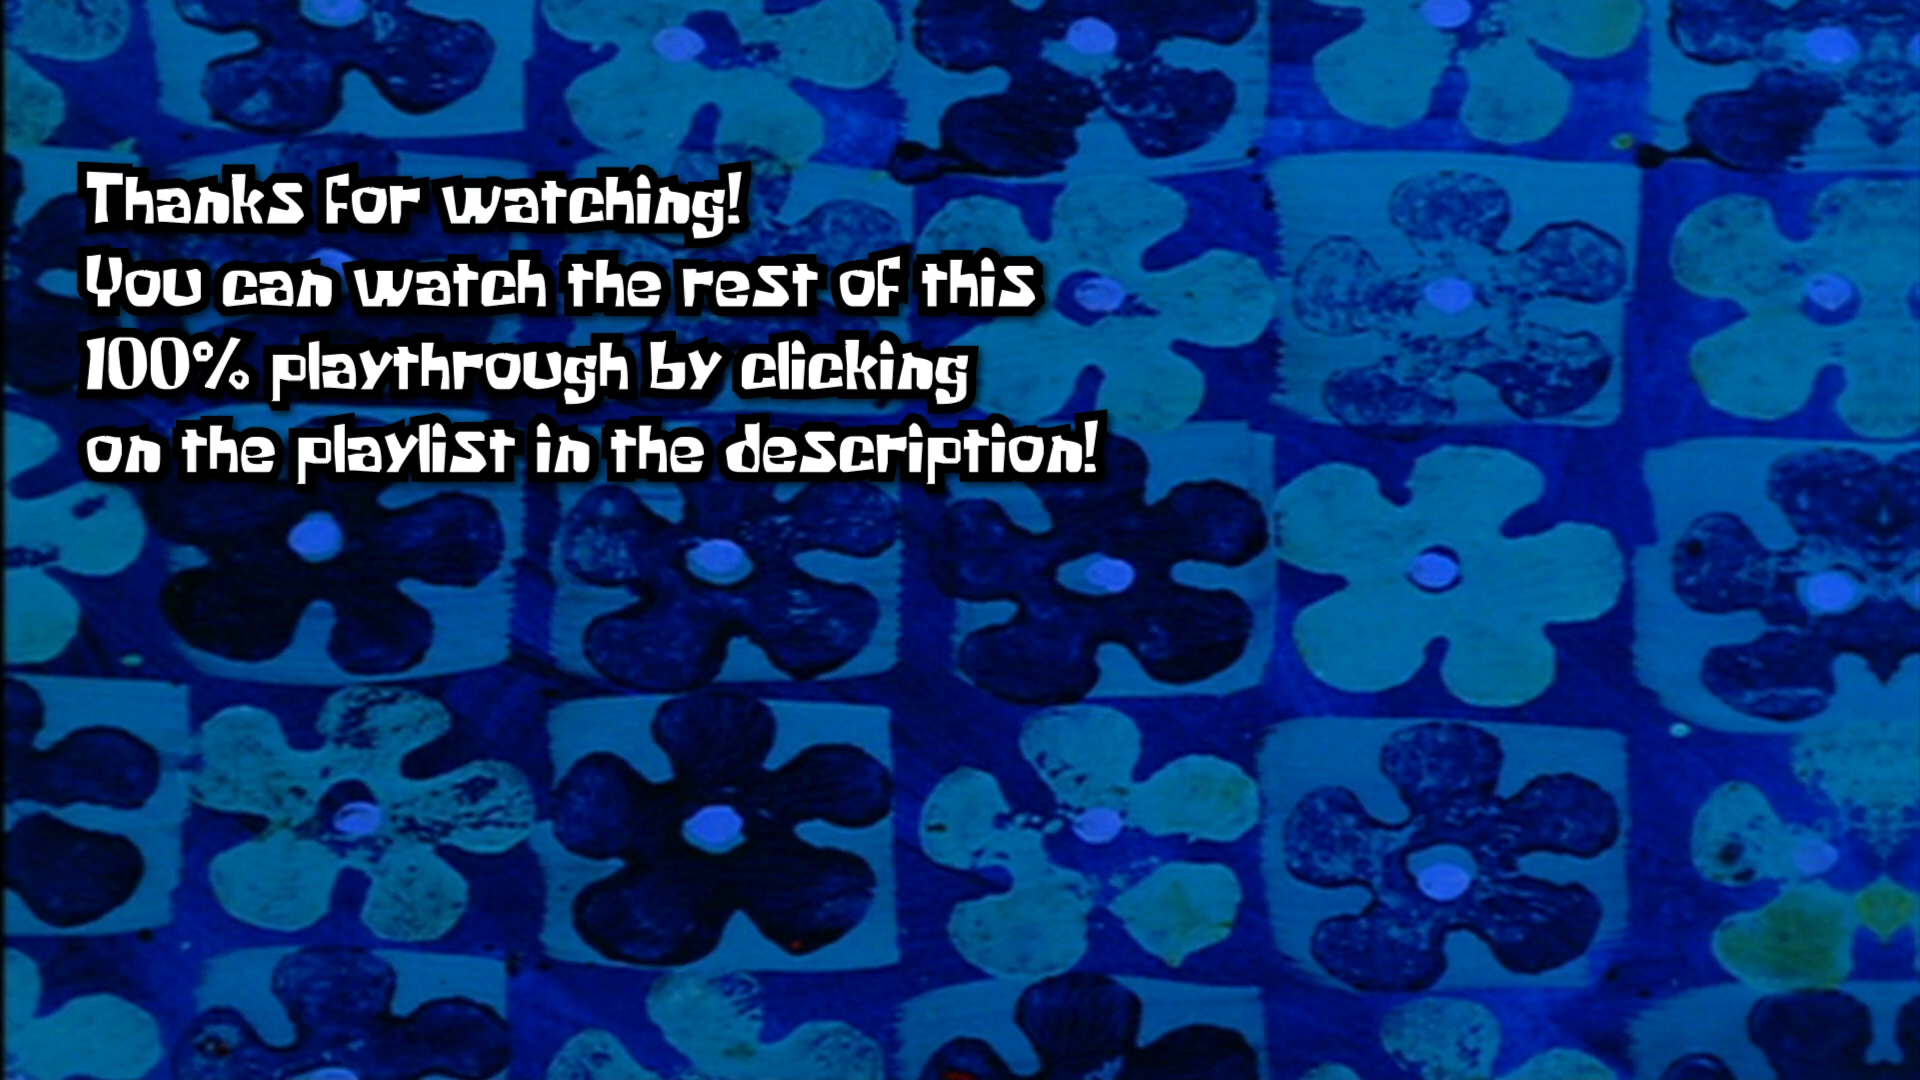 Thanks for watching!
You can watch the rest of this
100% playthrough by clicking
on the playlist in the description!